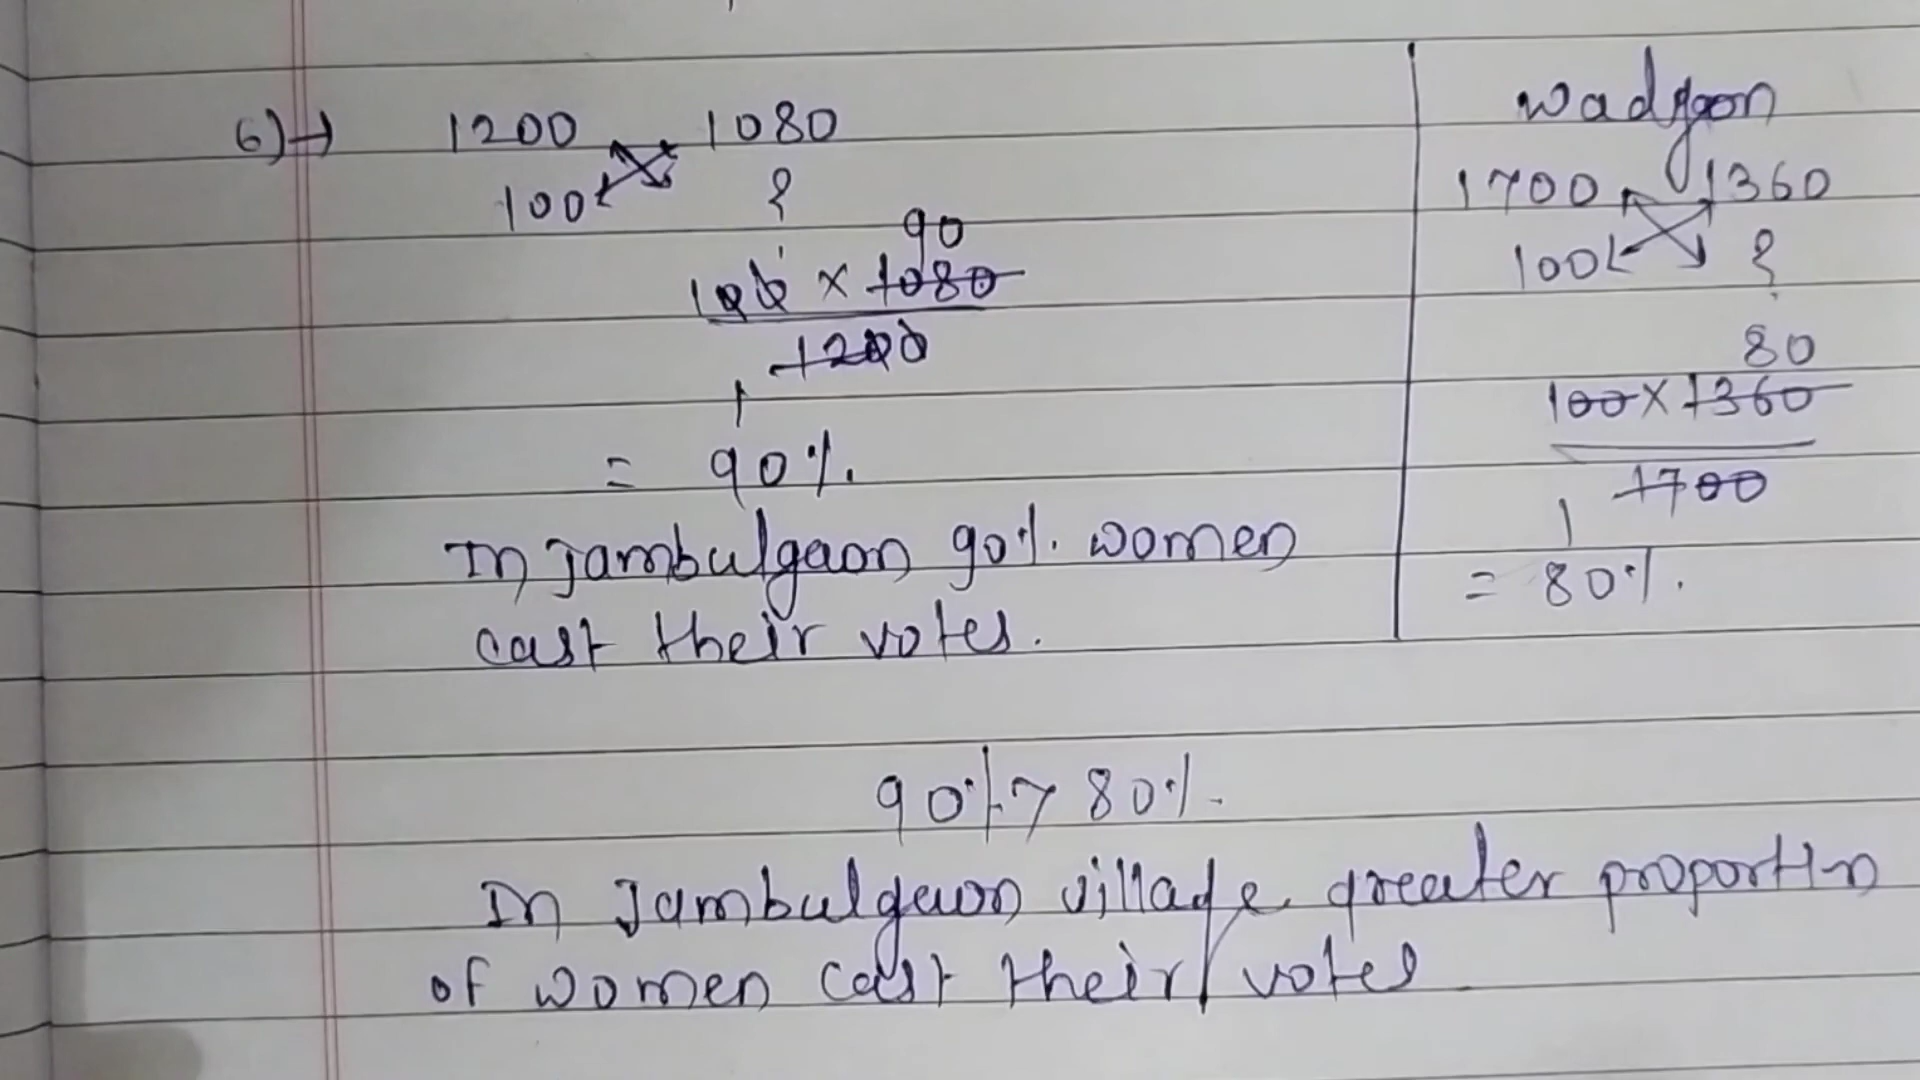 6)→ 1200 1080
100 ?
90
100 × 1080
1200
= 90%.
In Jambulgaon 90%. women
cast their votes.
wadgaon
1700 1360
100 ?
80
100 × 1360
1700
1
= 80%.
90% > 80%.
In Jambulgaon village greater proportion
of women cast their votes